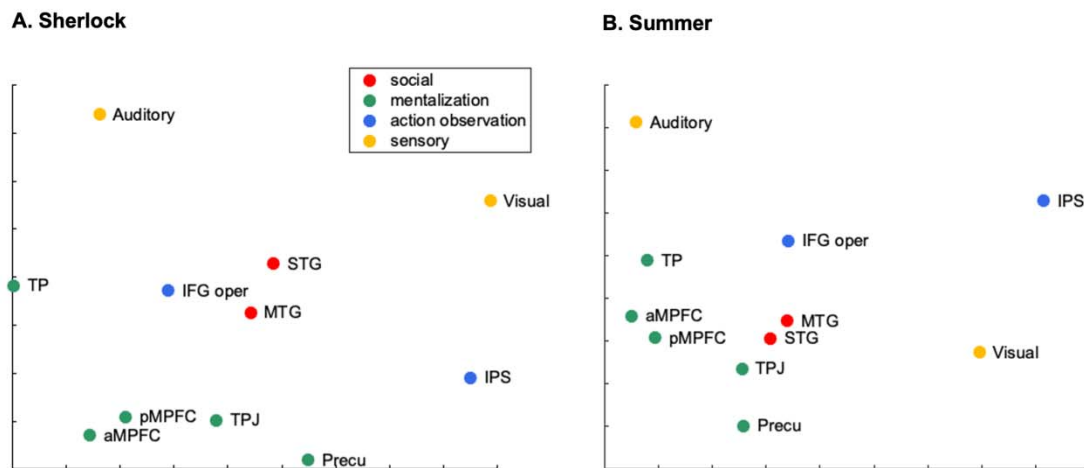 A. Sherlock
social
mentalization
action observation
sensory
Auditory
Visual
STG
TP
IFG oper
MTG
IPS
pMPFC
TPJ
aMPFC
Precu
B. Summer
Auditory
IPS
IFG oper
TP
aMPFC
MTG
pMPFC
STG
Visual
TPJ
Precu